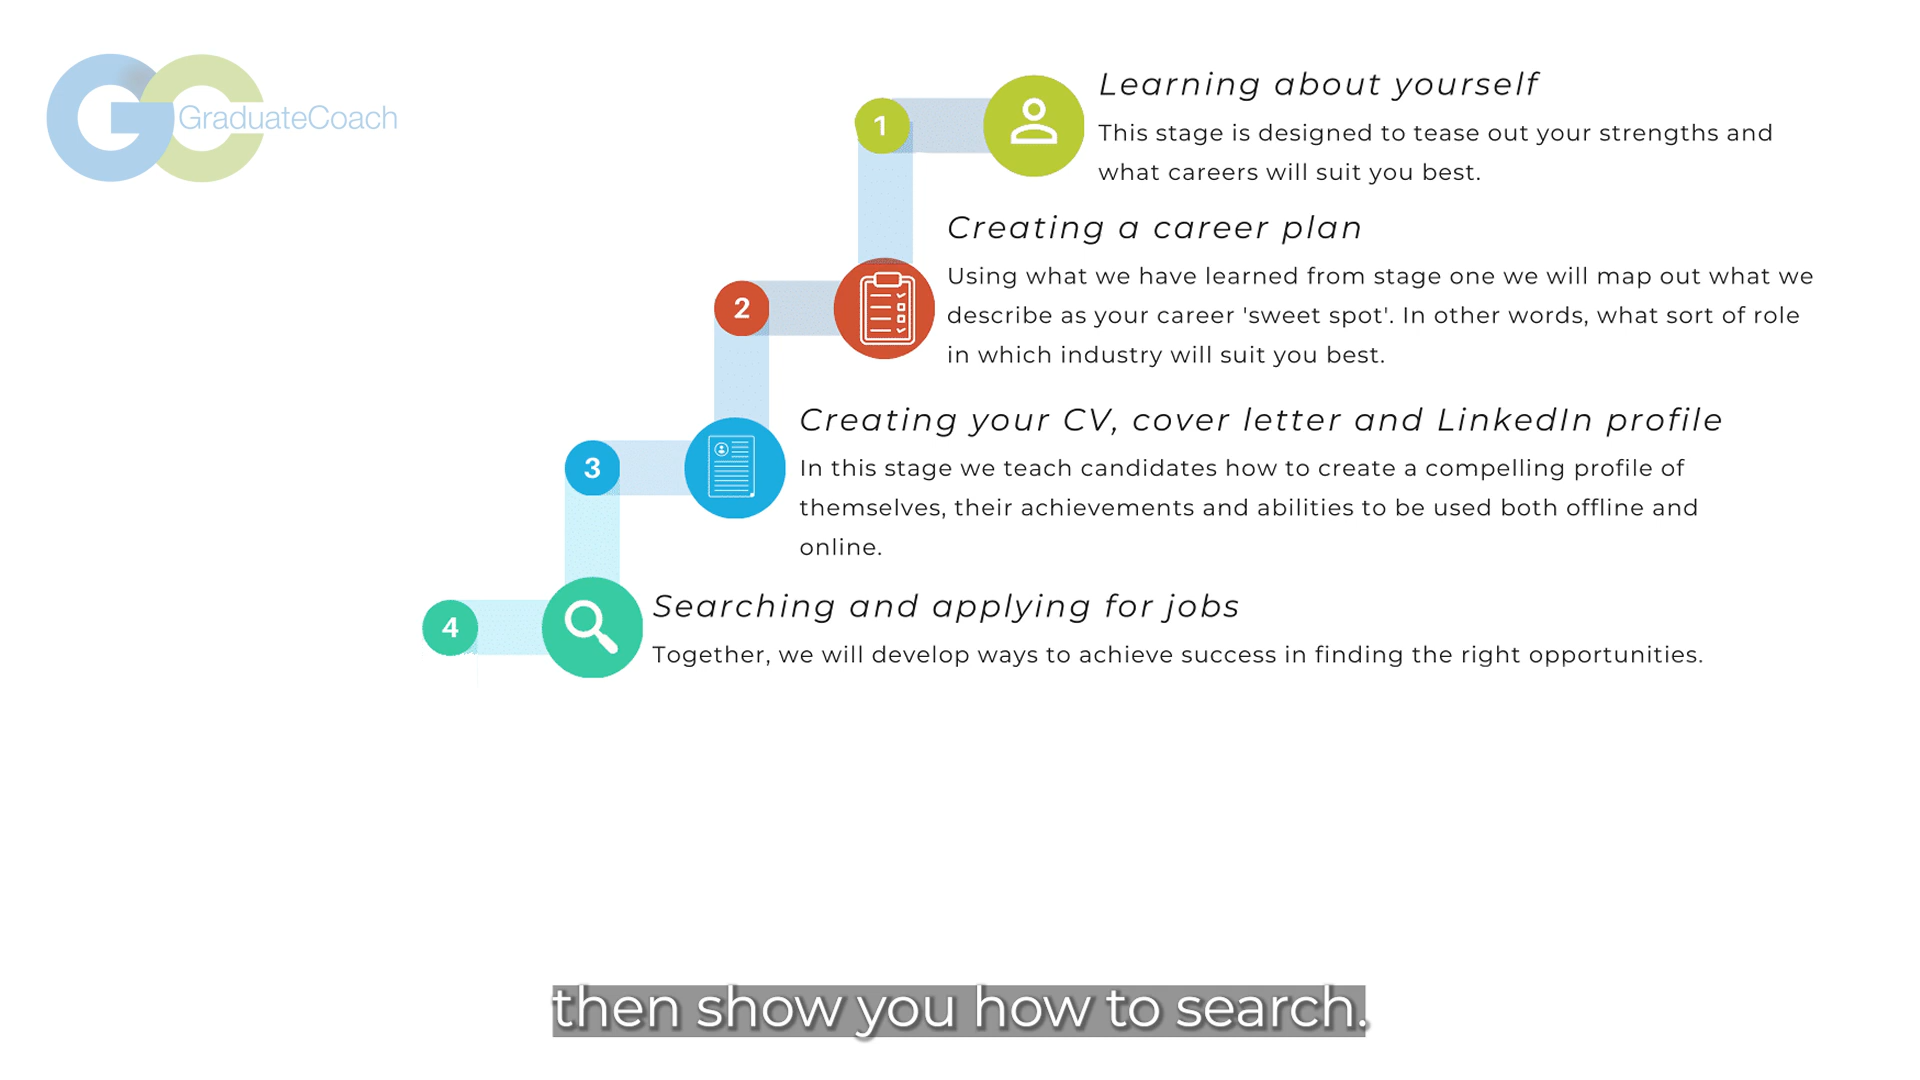 GC
GraduateCoach
1
Learning about yourself
This stage is designed to tease out your strengths and
what careers will suit you best.
2
Creating a career plan
Using what we have learned from stage one we will map out what we
describe as your career 'sweet spot'. In other words, what sort of role
in which industry will suit you best.
3
Creating your CV, cover letter and LinkedIn profile
In this stage we teach candidates how to create a compelling profile of
themselves, their achievements and abilities to be used both offline and
online.
4
Searching and applying for jobs
Together, we will develop ways to achieve success in finding the right opportunities.
then show you how to search.